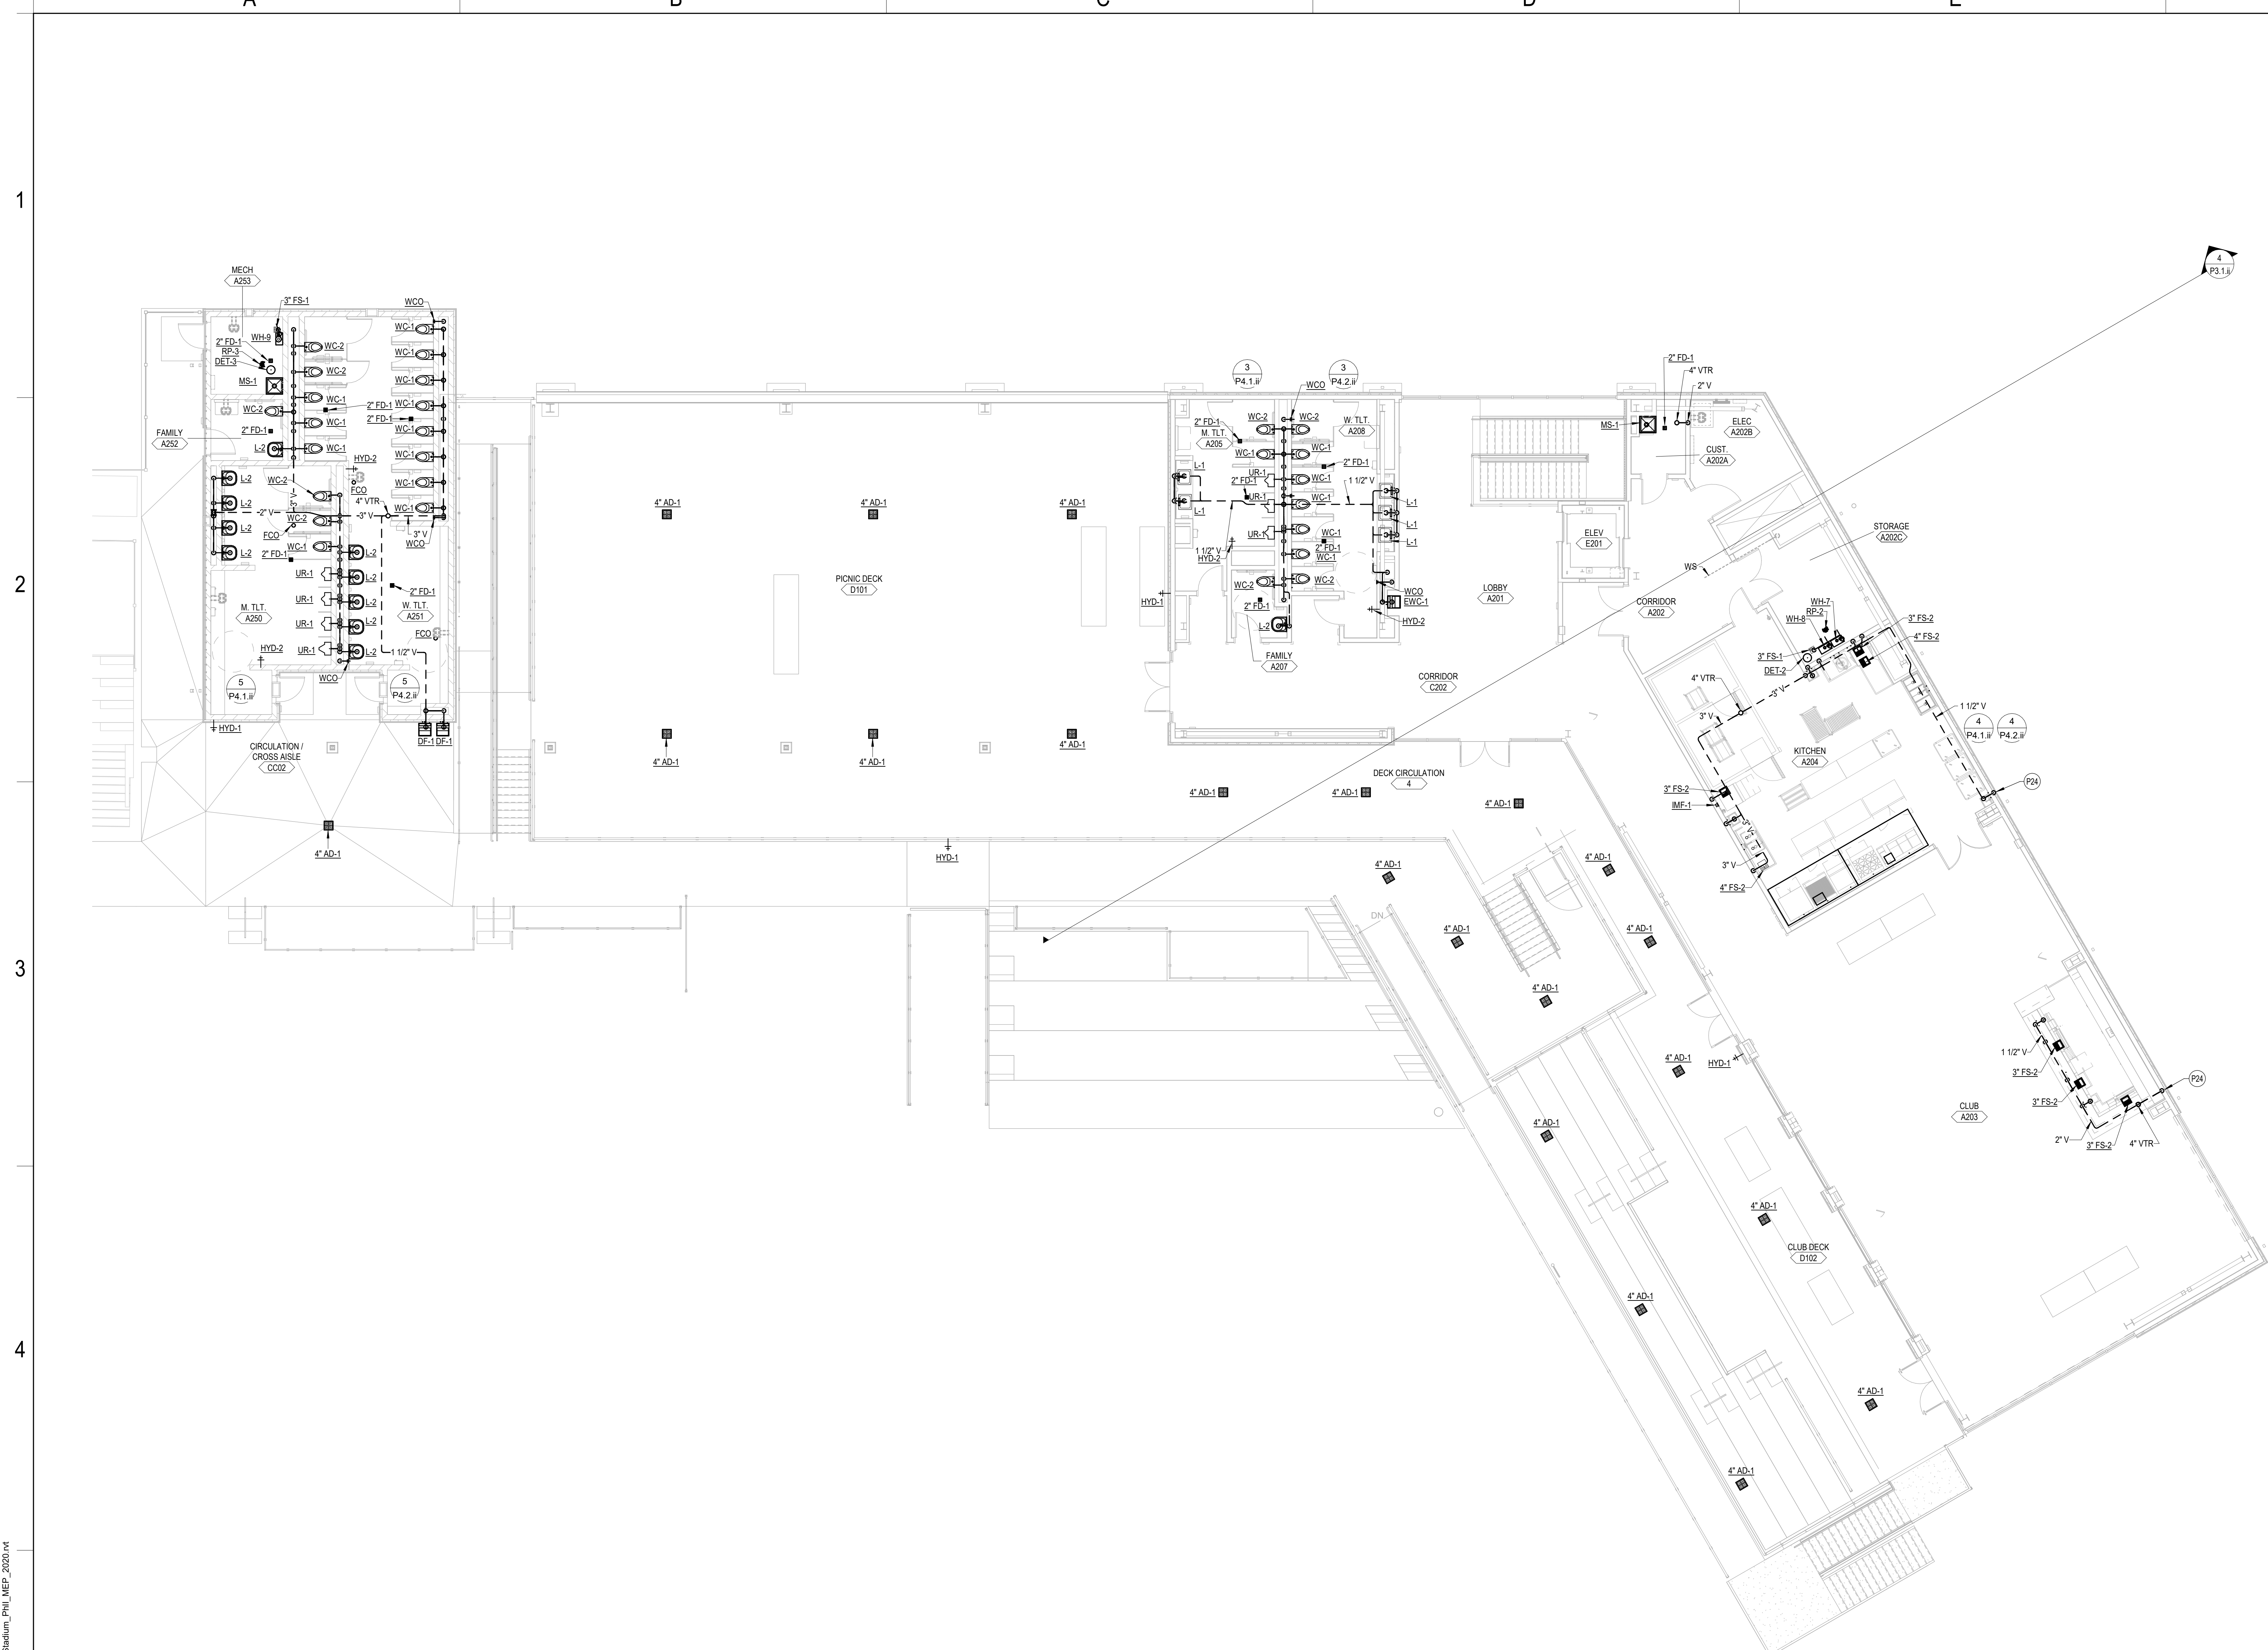 A
B
C
D
E
1
2
3
4
4
P3.1.ii
MECH
A253
3" FS-1
WCO
WC-1
WH-9
2" FD-1
RP-3
DET-3
MS-1
WC-2
WC-2
WC-2
WC-1
WC-1
WC-1
WC-1
WC-1
WC-1
WC-1
WC-1
WC-1
WC-1
WC-1
2" FD-1
2" FD-1
2" FD-1
FAMILY
A252
L-2
HYD-2
WC-2
FCO
4" VTR
3" V
L-2
L-2
L-2
L-2
2" V
3" V
3" V
WCO
WC-2
FCO
WC-1
2" FD-1
L-2
L-2
L-2
L-2
L-2
UR-1
UR-1
UR-1
UR-1
2" FD-1
M. TLT.
A250
W. TLT.
A251
FCO
HYD-2
1 1/2" V
WCO
5
P4.1.ii
5
P4.2.ii
HYD-1
DF-1
DF-1
CIRCULATION /
CROSS AISLE
CC02
4" AD-1
4" AD-1
4" AD-1
4" AD-1
PICNIC DECK
D101
4" AD-1
4" AD-1
4" AD-1
HYD-1
HYD-1
3
P4.1.ii
3
P4.2.ii
WCO
WC-2
WC-2
2" FD-1
M. TLT.
A205
W. TLT.
A208
WC-1
WC-1
2" FD-1
L-1
L-1
UR-1
2" FD-1
WC-1
1 1/2" V
UR-1
WC-1
L-1
L-1
L-1
UR-1
WC-1
1 1/2" V
HYD-2
2" FD-1
WC-1
WC-2
WC-2
WCO
EWC-1
2" FD-1
HYD-2
L-2
FAMILY
A207
LOBBY
A201
CORRIDOR
C202
DECK CIRCULATION
4
4" AD-1
4" AD-1
4" AD-1
2" FD-1
4" VTR
2" V
MS-1
ELEC
A202B
CUST.
A202A
ELEV
E201
STORAGE
A202C
WS
CORRIDOR
A202
WH-7
RP-2
WH-8
3" FS-2
4" FS-2
3" FS-1
DET-2
4" VTR
3" V
3" V
1 1/2" V
4
P4.1.ii
4
P4.2.ii
KITCHEN
A204
P24
3" FS-2
IMF-1
3" V
3" V
4" FS-2
4" AD-1
4" AD-1
DN.
4" AD-1
4" AD-1
4" AD-1
4" AD-1
HYD-1
1 1/2" V
3" FS-2
3" FS-2
2" V
3" FS-2
4" VTR
P24
CLUB
A203
4" AD-1
4" AD-1
CLUB DECK
D102
4" AD-1
4" AD-1
4" AD-1
Stadium_PhII_MEP_2020.rvt